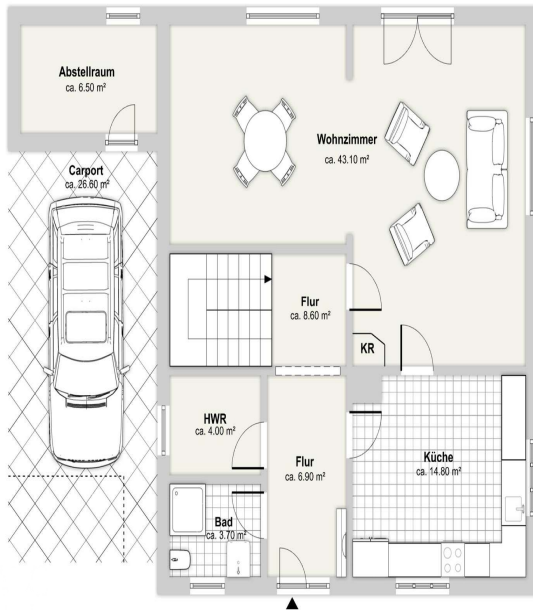 Abstellraum
ca. 6.50 m²
Carport
ca. 26.60 m²
Wohnzimmer
ca. 43.10 m²
Flur
ca. 8.60 m²
KR
HWR
ca. 4.00 m²
Flur
ca. 6.90 m²
Küche
ca. 14.80 m²
Bad
ca. 3.70 m²